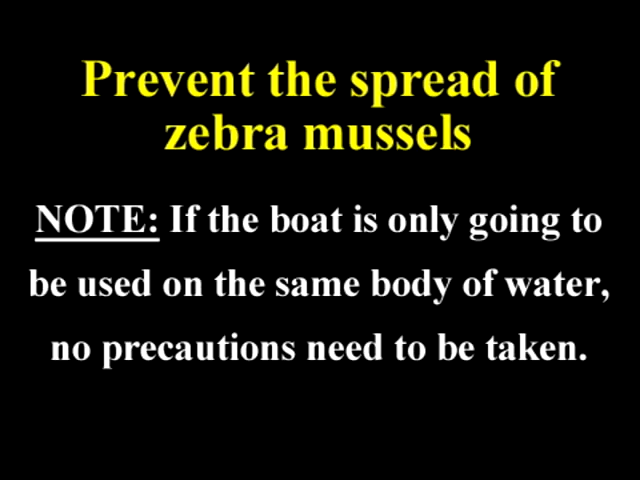 Prevent the spread of
zebra mussels
NOTE: If the boat is only going to
be used on the same body of water,
no precautions need to be taken.